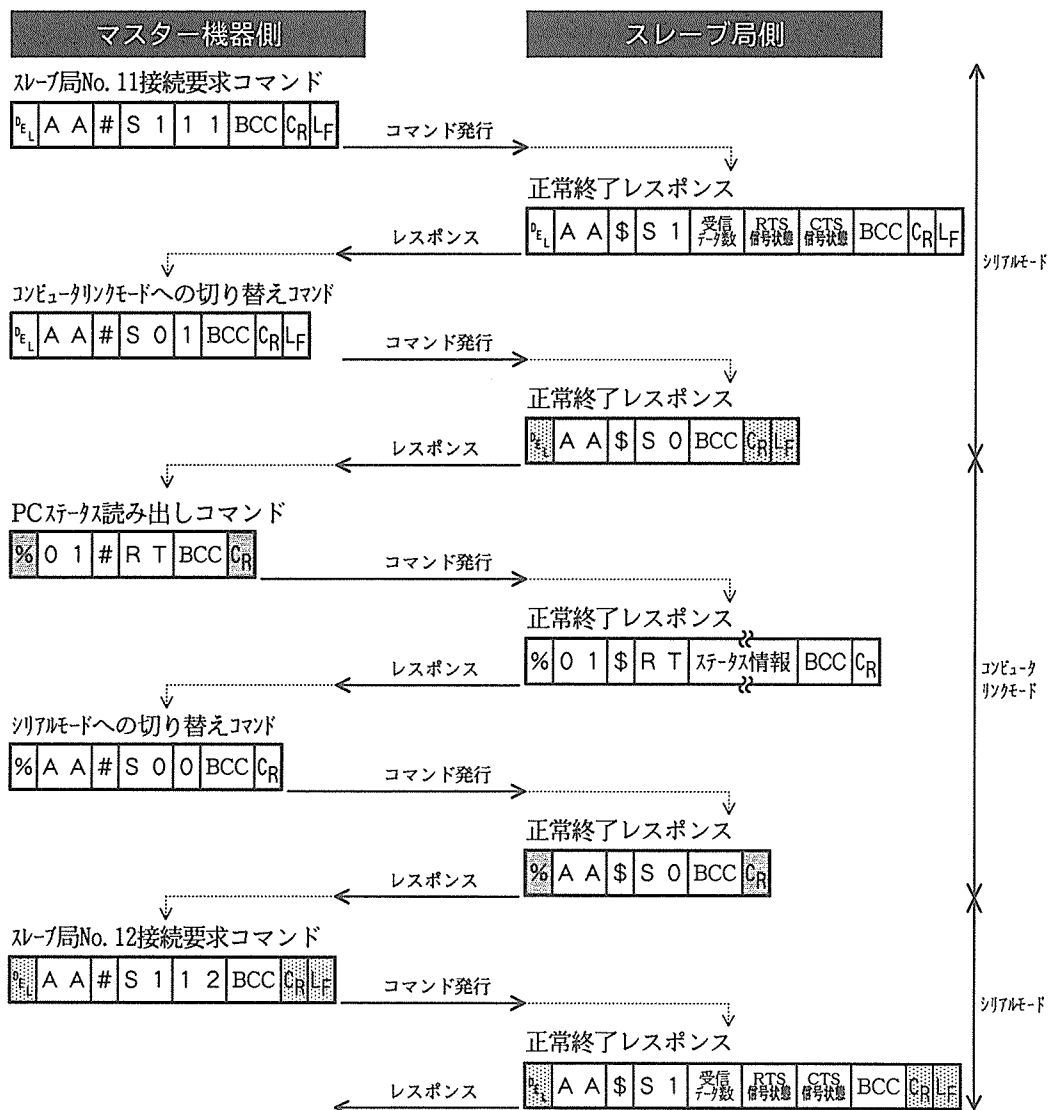 マスター機器側
スレーブ局側
スレーブ局No. 11接続要求コマンド
DEL A A # S 1 1 1 BCC CR LF
コマンド発行
正常終了レスポンス
DEL A A $ S 1 受信データ数 RTS信号状態 CTS信号状態 BCC CR LF
レスポンス
シリアルモード
コンピュータリンクモードへの切り替えコマンド
DEL A A # S 0 1 BCC CR LF
コマンド発行
正常終了レスポンス
DEL A A $ S 0 BCC CR LF
レスポンス
PCステータス読み出しコマンド
% 0 1 # R T BCC CR
コマンド発行
正常終了レスポンス
% 0 1 $ R T ステータス情報 BCC CR
レスポンス
コンピュータ
リンクモード
シリアルモードへの切り替えコマンド
% A A # S 0 0 BCC CR
コマンド発行
正常終了レスポンス
% A A $ S 0 BCC CR
レスポンス
スレーブ局No. 12接続要求コマンド
DEL A A # S 1 1 2 BCC CR LF
コマンド発行
シリアルモード
正常終了レスポンス
DEL A A $ S 1 受信データ数 RTS信号状態 CTS信号状態 BCC CR LF
レスポンス